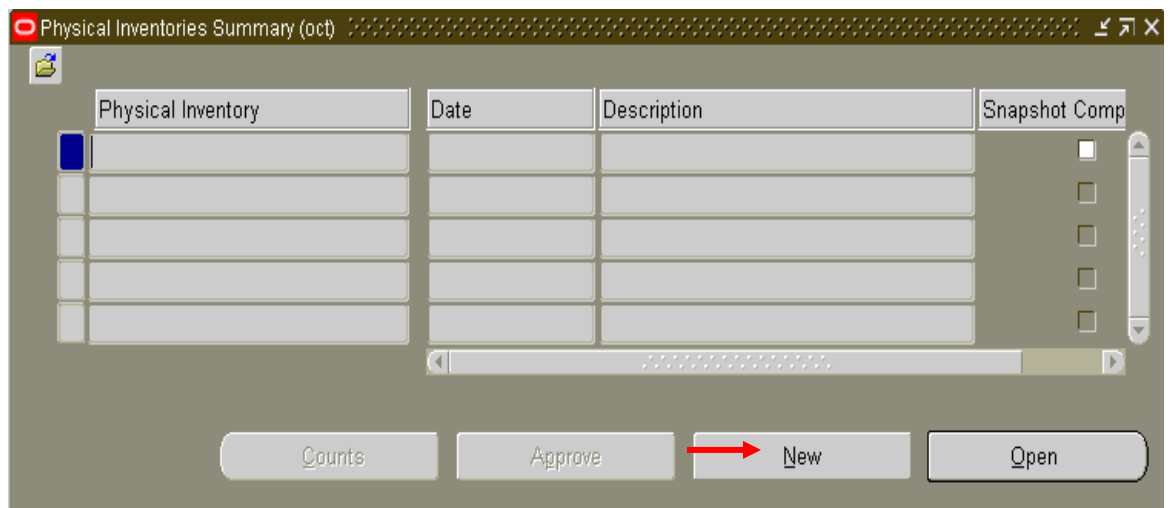 Physical Inventories Summary (oct)
Physical Inventory Date Description Snapshot Comp
Counts Approve New Open